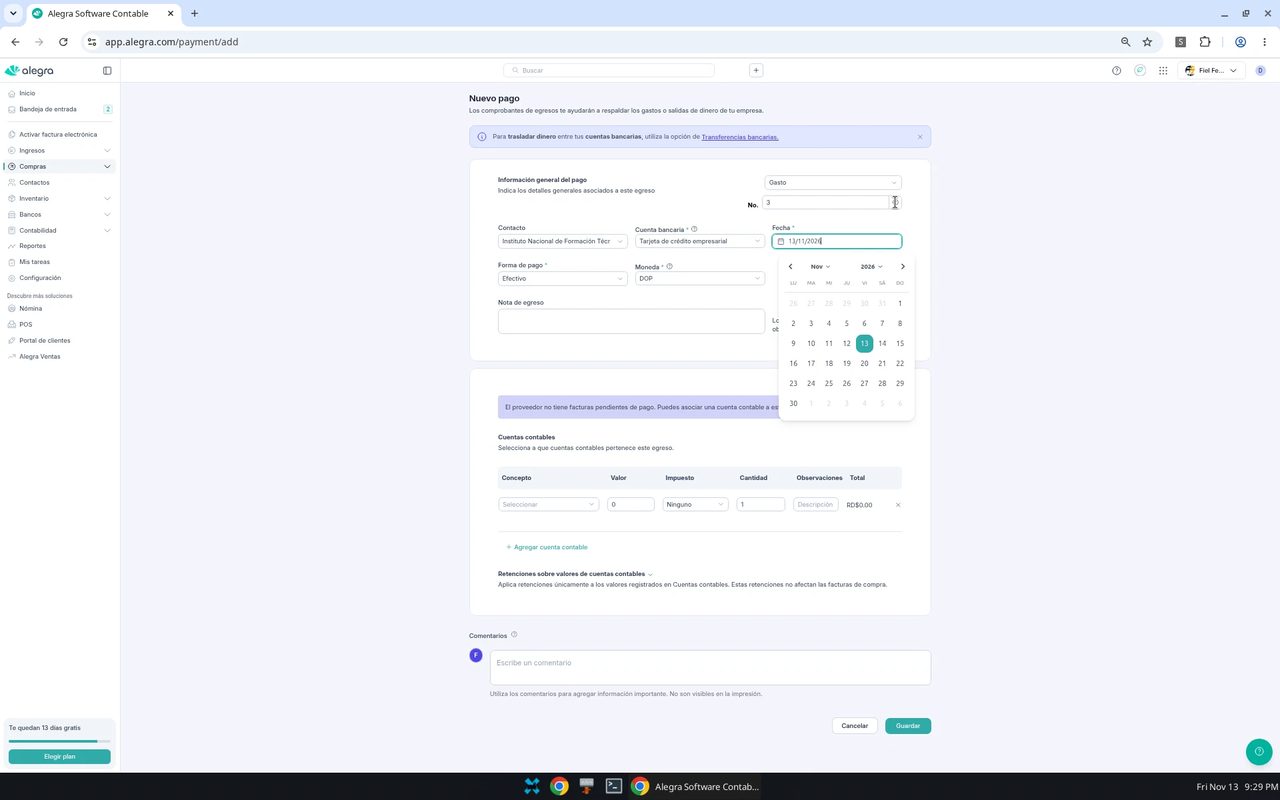 Alegra Software Contable
app.alegra.com/payment/add
alegra
Buscar
Fiel Fe...
D
Inicio
Bandeja de entrada 2
Activar factura electrónica
Ingresos
Compras
Contactos
Inventario
Bancos
Contabilidad
Reportes
Mis tareas
Configuración
Descubre más soluciones
Nómina
POS
Portal de clientes
Alegra Ventas
Te quedan 13 días gratis
Elegir plan
Nuevo pago
Los comprobantes de egresos te ayudarán a respaldar los gastos o salidas de dinero de tu empresa.
Para trasladar dinero entre tus cuentas bancarias, utiliza la opción de Transferencias bancarias.
Información general del pago
Indica los detalles generales asociados a este egreso
Gasto
No. 3
Contacto
Cuenta bancaria *
Fecha *
Instituto Nacional de Formación Técr
Tarjeta de crédito empresarial
13/11/2026
Forma de pago *
Moneda *
Efectivo
DOP
Nota de egreso
Nov 2026
LU MA MI JU VI SÁ DO
26 27 28 29 30 31 1
2 3 4 5 6 7 8
9 10 11 12 13 14 15
16 17 18 19 20 21 22
23 24 25 26 27 28 29
30 1 2 3 4 5 6
El proveedor no tiene facturas pendientes de pago. Puedes asociar una cuenta contable a es
Cuentas contables
Selecciona a que cuentas contables pertenece este egreso.
Concepto Valor Impuesto Cantidad Observaciones Total
Seleccionar 0 Ninguno 1 Descripción RD$0.00
+ Agregar cuenta contable
Retenciones sobre valores de cuentas contables
Aplica retenciones únicamente a los valores registrados en Cuentas contables. Estas retenciones no afectan las facturas de compra.
Comentarios
F
Escribe un comentario
Utiliza los comentarios para agregar información importante. No son visibles en la impresión.
Cancelar
Guardar
Alegra Software Contab...
Fri Nov 13 9:29 PM